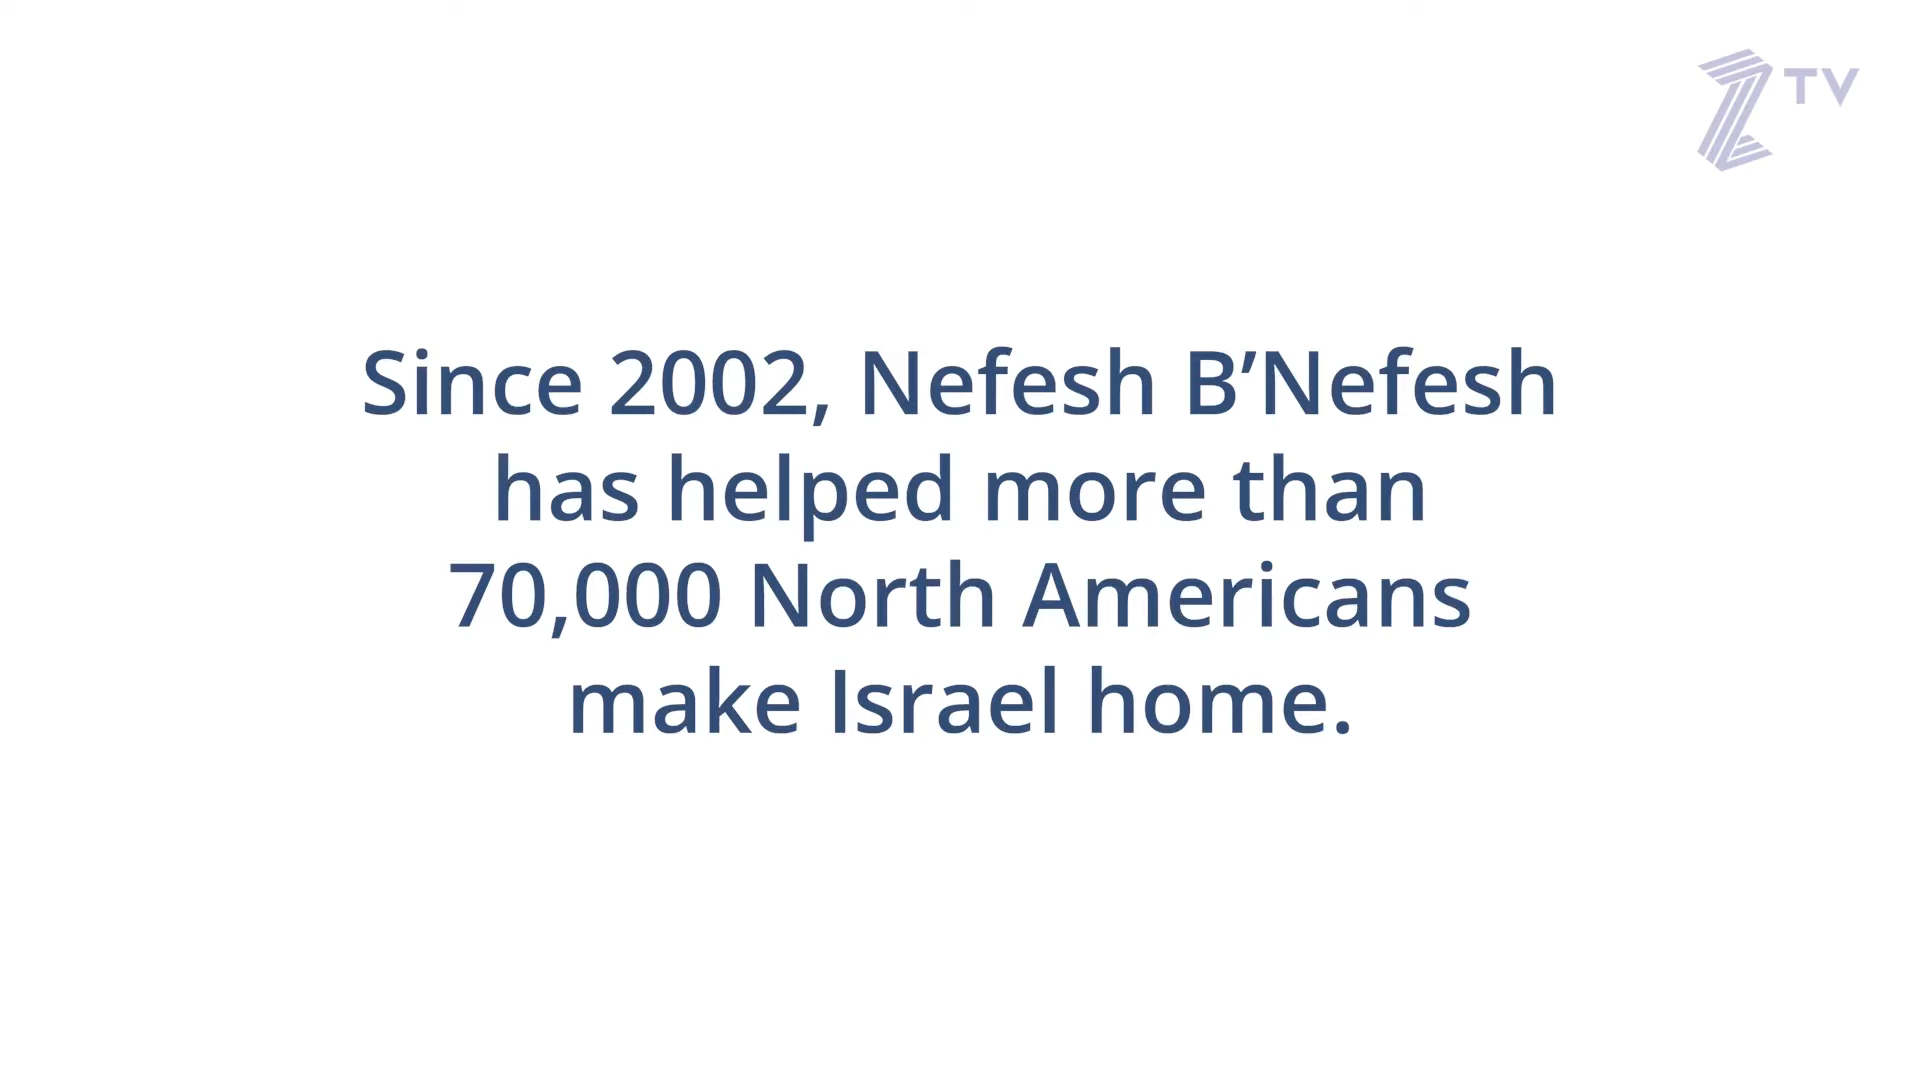 Z TV
Since 2002, Nefesh B’Nefesh
has helped more than
70,000 North Americans
make Israel home.